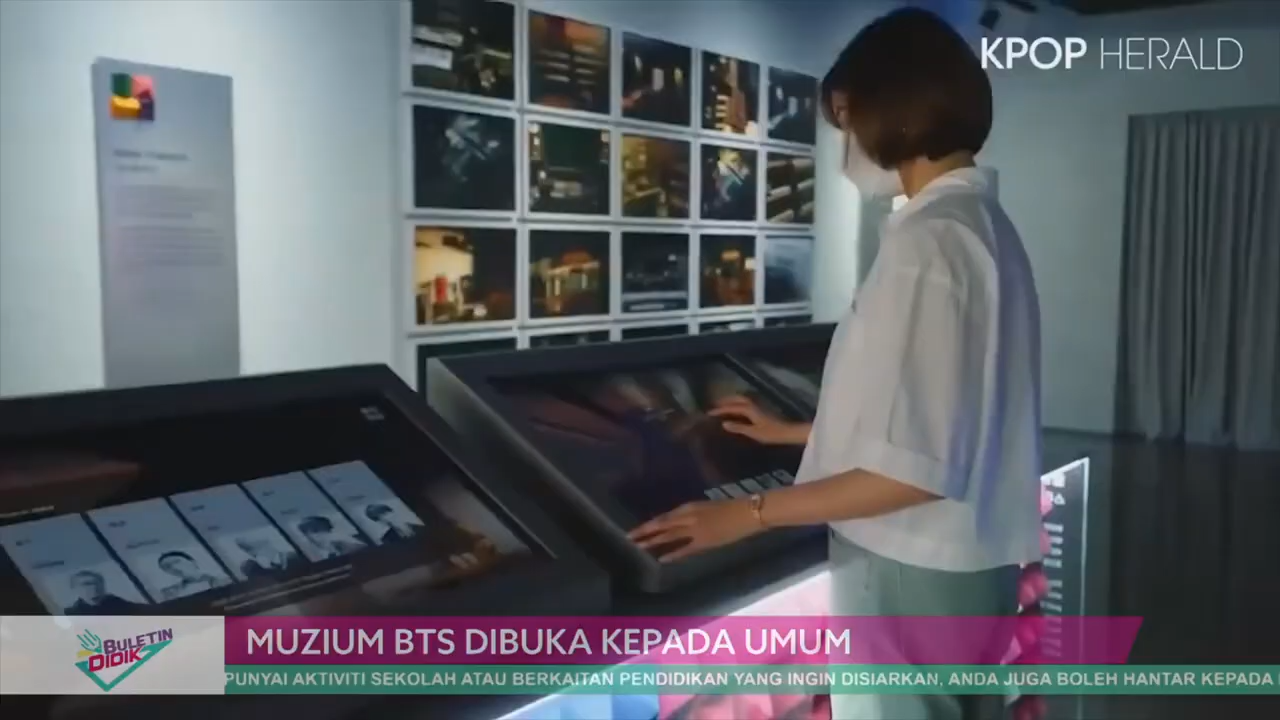 KPOP HERALD
BULETIN
DIDIK
MUZIUM BTS DIBUKA KEPADA UMUM
PUNYAI AKTIVITI SEKOLAH ATAU BERKAITAN PENDIDIKAN YANG INGIN DISIARKAN, ANDA JUGA BOLEH HANTAR KEPADA